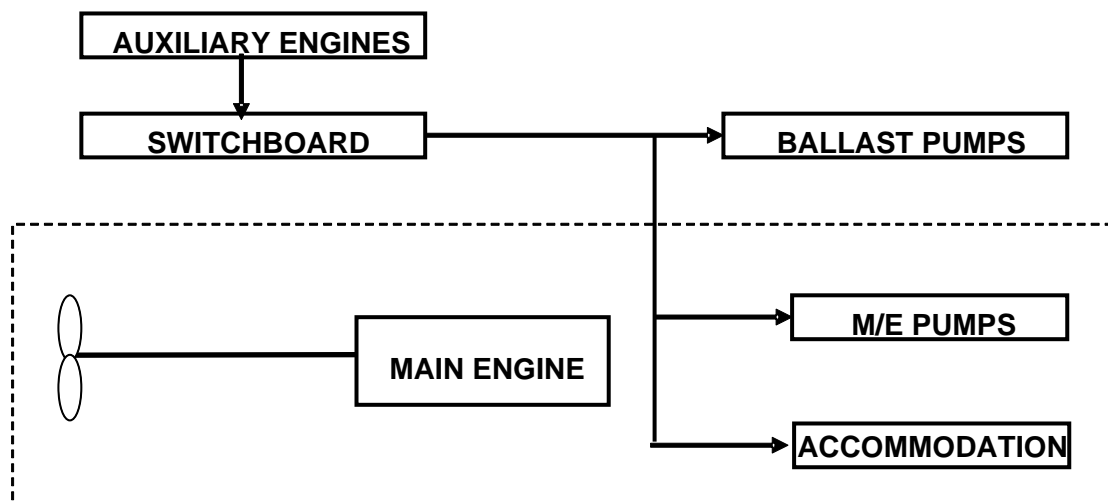 AUXILIARY ENGINES
SWITCHBOARD
BALLAST PUMPS
M/E PUMPS
MAIN ENGINE
ACCOMMODATION